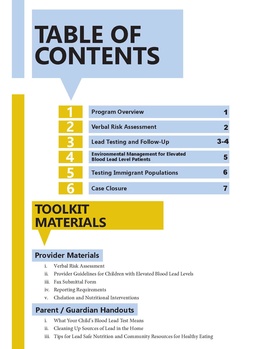 TABLE OF
CONTENTS
1 Program Overview 1
2 Verbal Risk Assessment 2
3 Lead Testing and Follow-Up 3-4
4 Environmental Management for Elevated
Blood Lead Level Patients 5
5 Testing Immigrant Populations 6
6 Case Closure 7
TOOLKIT
MATERIALS
Provider Materials
i. Verbal Risk Assessment
ii. Provider Guidelines for Children with Elevated Blood Lead Levels
iii. Fax Submittal Form
iv. Reporting Requirements
v. Chelation and Nutritional Interventions
Parent / Guardian Handouts
i. What Your Child's Blood Lead Test Means
ii. Cleaning Up Sources of Lead in the Home
iii. Tips for Lead Safe Nutrition and Community Resources for Healthy Eating